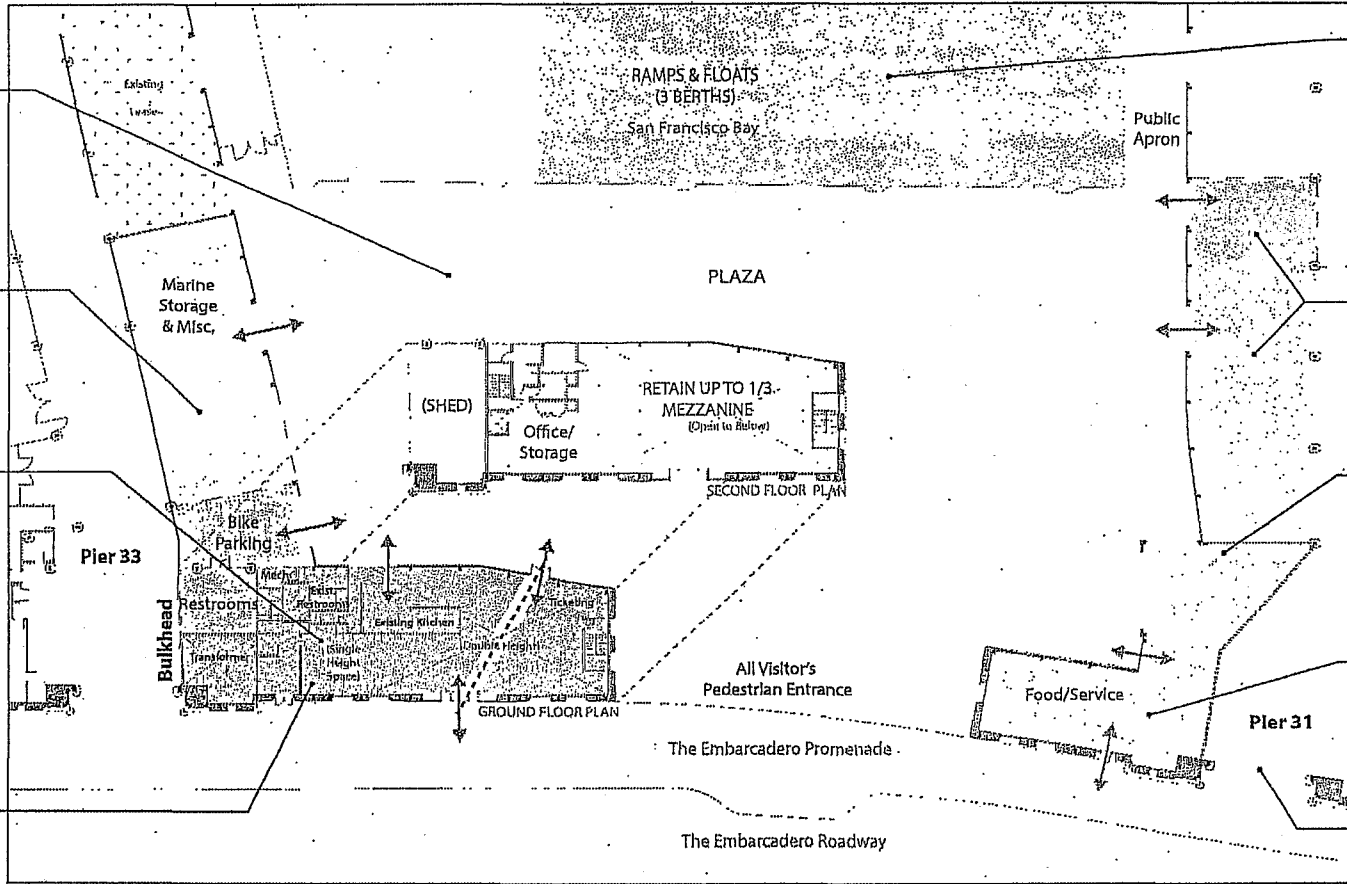 RAMPS & FLOATS
(3 BERTHS)
San Francisco Bay
Existing
Public
Apron
PLAZA
Marine
Storage
& Misc.
(SHED)
Office/
Storage
RETAIN UP TO 1/3
MEZZANINE
(Open to Below)
SECOND FLOOR PLAN
Bike
Parking
Pier 33
Bulkhead
Restrooms
Mech.
Exist.
Restroom
Existing Kitchen
Ticketing
Transformer
(Single
Height
Space)
Double Height
GROUND FLOOR PLAN
All Visitor's
Pedestrian Entrance
Food/Service
Pier 31
The Embarcadero Promenade
The Embarcadero Roadway